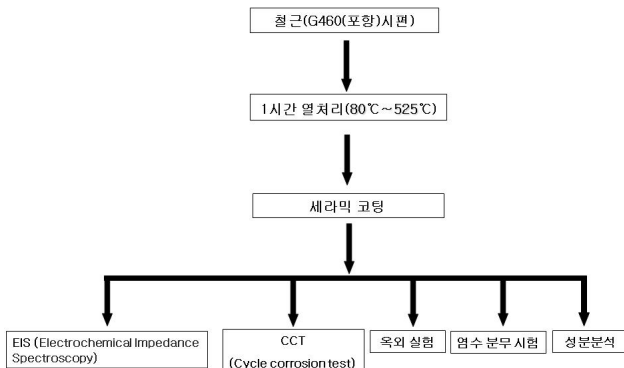 철근(G460(포항)시편)
1시간 열처리(80℃~525℃)
세라믹 코팅
EIS (Electrochemical Impedance
Spectroscopy)
CCT
(Cycle corrosion test)
옥외 실험
염수 분무 시험
성분분석